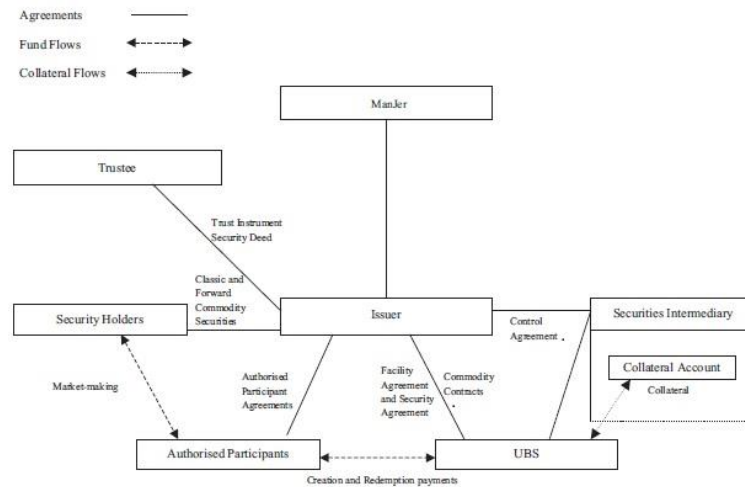 Agreements
Fund Flows
Collateral Flows
ManJer
Trustee
Trust Instrument
Security Deed
Classic and
Forward
Commodity
Securities
Security Holders
Issuer
Securities Intermediary
Control
Agreement
Collateral Account
Collateral
Market-making
Authorised
Participant
Agreements
Facility
Agreement
and Security
Agreement
Commodity
Contracts
Authorised Participants
UBS
Creation and Redemption payments